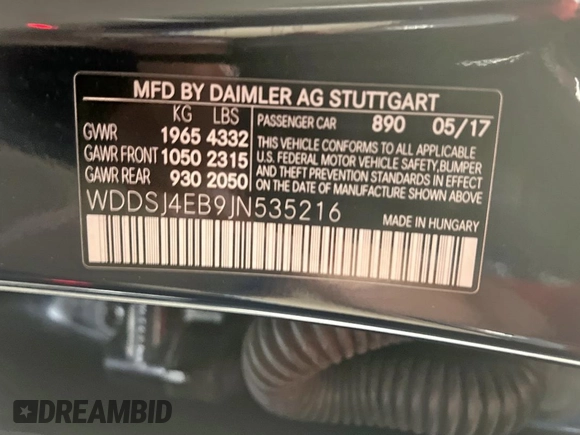 MFD BY DAIMLER AG STUTTGART
KG LBS
GVWR 1965 4332
GAWR FRONT 1050 2315
GAWR REAR 930 2050
PASSENGER CAR 890 05/17
THIS VEHICLE CONFORMS TO ALL APPLICABLE
U.S. FEDERAL MOTOR VEHICLE SAFETY,BUMPER
AND THEFT PREVENTION STANDARDS IN EFFECT
ON THE DATE OF MANUFACTURE SHOWN ABOVE
WDDSJ4EB9JN535216
MADE IN HUNGARY
DREAMBID